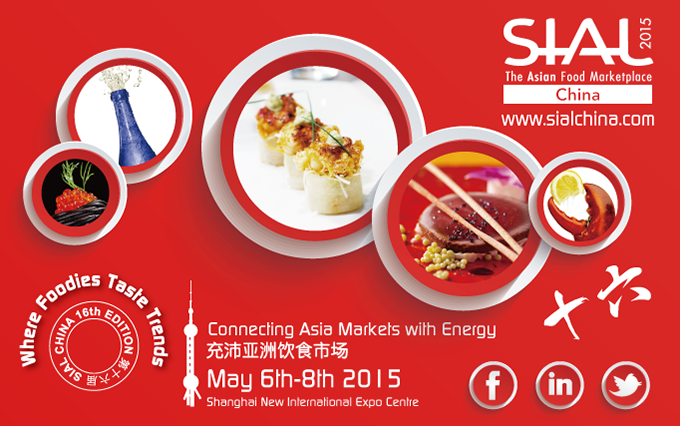 SIAL
2015
The Asian Food Marketplace
China
www.sialchina.com
Where Foodies Taste Trends
SIAL CHINA 16th EDITION 第十六届
十六
Connecting Asia Markets with Energy
充沛亚洲饮食市场
May 6th-8th 2015
Shanghai New International Expo Centre
f
in